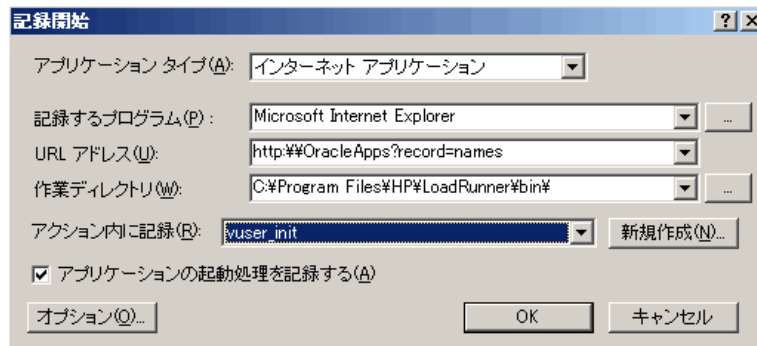 記録開始
アプリケーション タイプ(A): インターネット アプリケーション
記録するプログラム(P) : Microsoft Internet Explorer ...
URL アドレス(U): http:¥¥OracleApps?record=names
作業ディレクトリ(W): C:¥Program Files¥HP¥LoadRunner¥bin¥ ...
アクション内に記録(R): vuser_init 新規作成(N)...
アプリケーションの起動処理を記録する(A)
オプション(O)... OK キャンセル